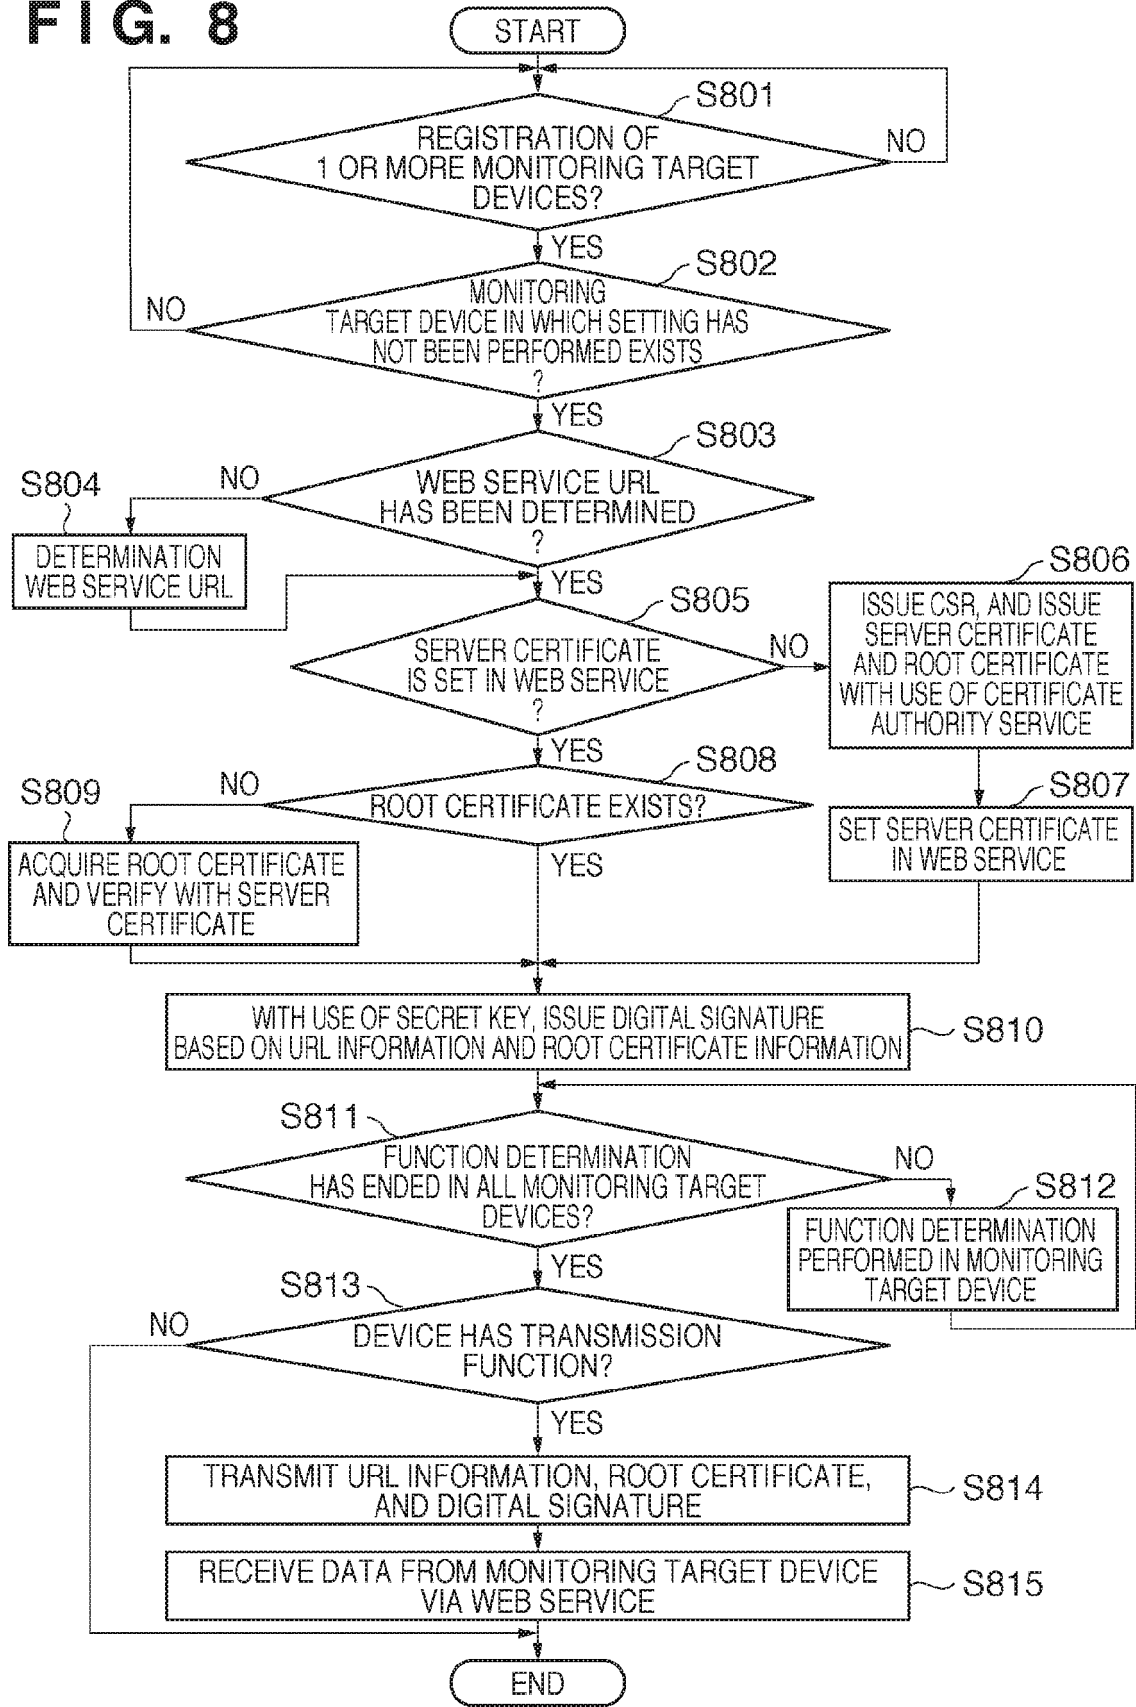 FIG. 8
START
S801
REGISTRATION OF
1 OR MORE MONITORING TARGET
DEVICES?
NO
YES
S802
MONITORING
TARGET DEVICE IN WHICH SETTING HAS
NOT BEEN PERFORMED EXISTS
?
NO
YES
S803
WEB SERVICE URL
HAS BEEN DETERMINED
?
NO
YES
S804
DETERMINATION
WEB SERVICE URL
S805
SERVER CERTIFICATE
IS SET IN WEB SERVICE
?
NO
YES
S806
ISSUE CSR, AND ISSUE
SERVER CERTIFICATE
AND ROOT CERTIFICATE
WITH USE OF CERTIFICATE
AUTHORITY SERVICE
S807
SET SERVER CERTIFICATE
IN WEB SERVICE
S808
ROOT CERTIFICATE EXISTS?
NO
YES
S809
ACQUIRE ROOT CERTIFICATE
AND VERIFY WITH SERVER
CERTIFICATE
WITH USE OF SECRET KEY, ISSUE DIGITAL SIGNATURE
BASED ON URL INFORMATION AND ROOT CERTIFICATE INFORMATION
S810
S811
FUNCTION DETERMINATION
HAS ENDED IN ALL MONITORING TARGET
DEVICES?
NO
YES
S812
FUNCTION DETERMINATION
PERFORMED IN MONITORING
TARGET DEVICE
S813
DEVICE HAS TRANSMISSION
FUNCTION?
NO
YES
TRANSMIT URL INFORMATION, ROOT CERTIFICATE,
AND DIGITAL SIGNATURE
S814
RECEIVE DATA FROM MONITORING TARGET DEVICE
VIA WEB SERVICE
S815
END